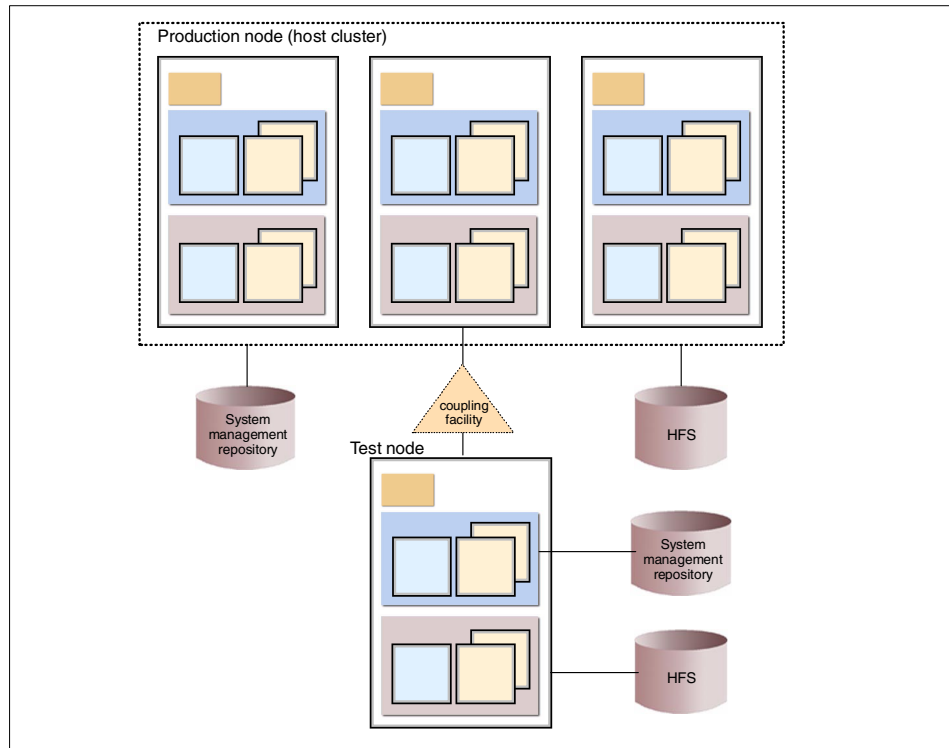 Production node (host cluster)
System
management
repository
coupling
facility
HFS
Test node
System
management
repository
HFS